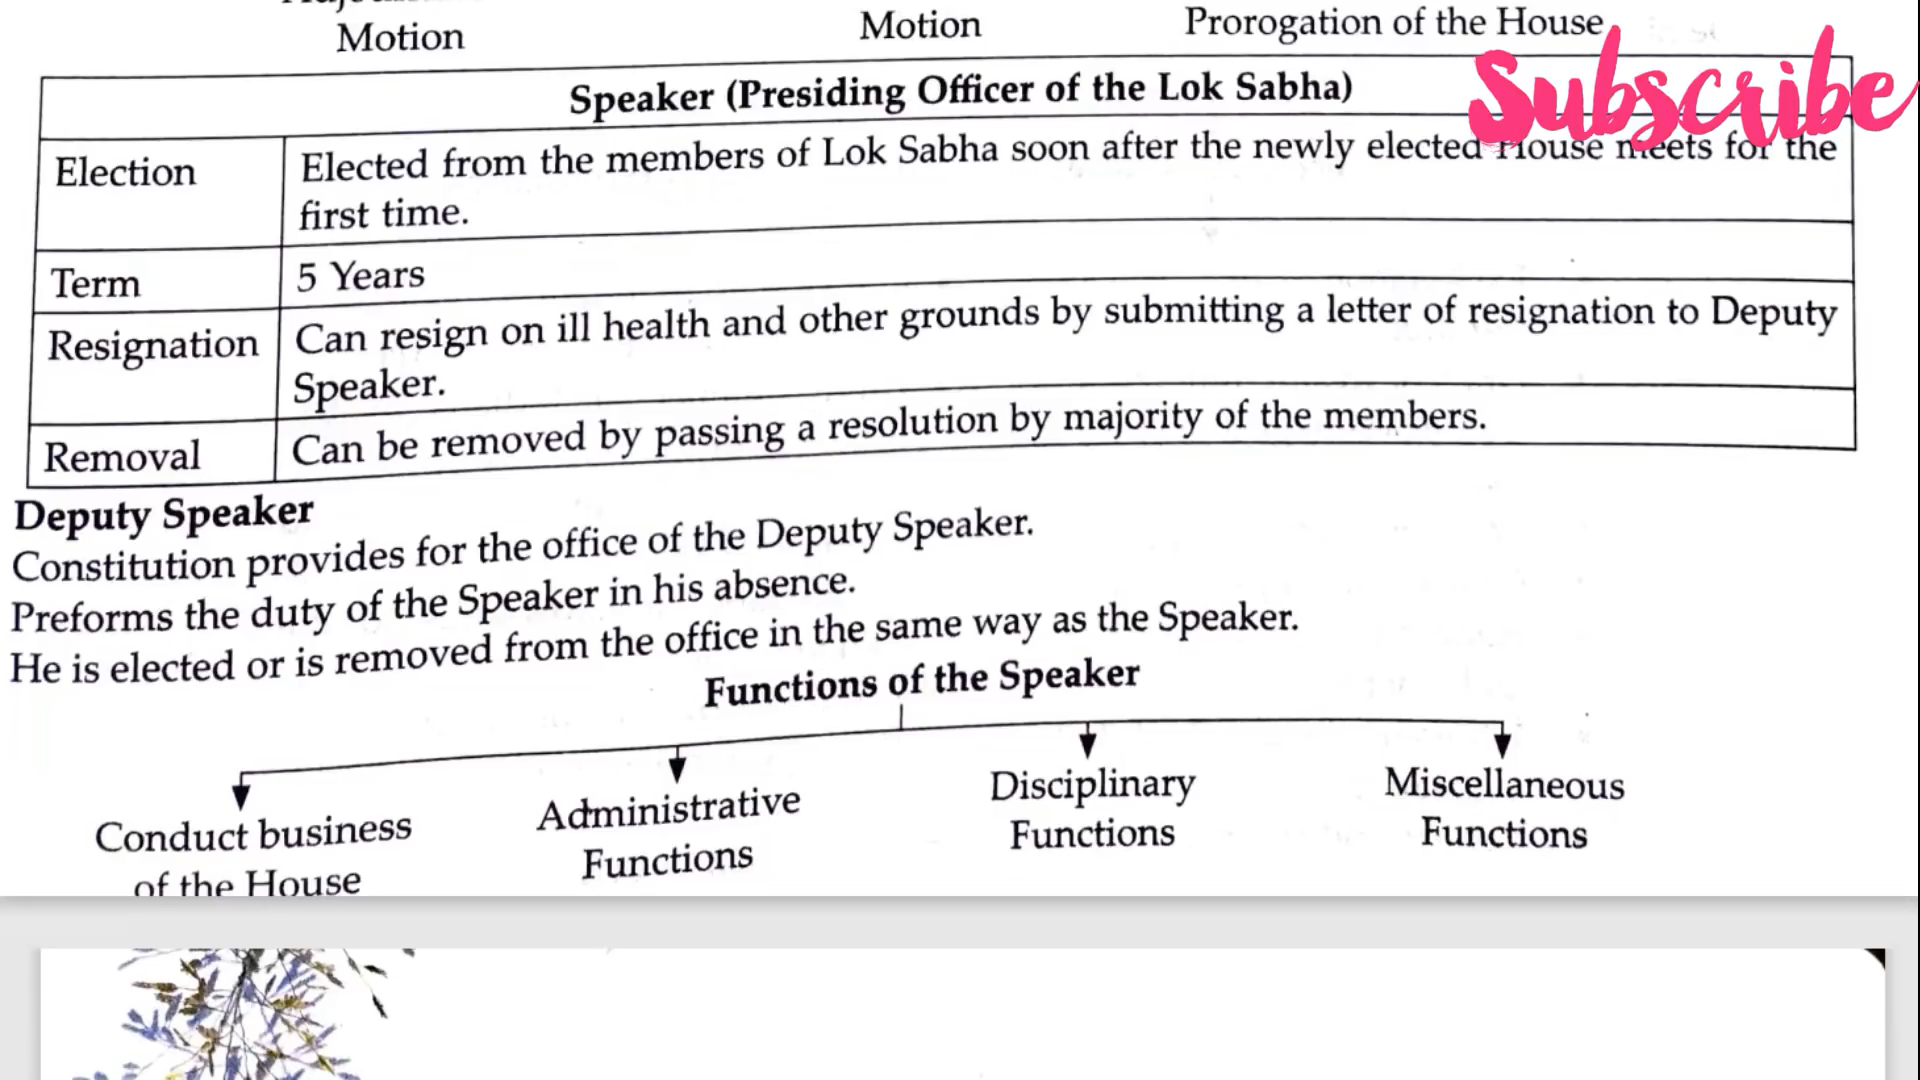 Motion
Motion
Prorogation of the House
Subscribe
Speaker (Presiding Officer of the Lok Sabha)
Election
Elected from the members of Lok Sabha soon after the newly elected House meets for the
first time.
Term
5 Years
Resignation
Can resign on ill health and other grounds by submitting a letter of resignation to Deputy
Speaker.
Removal
Can be removed by passing a resolution by majority of the members.
Deputy Speaker
Constitution provides for the office of the Deputy Speaker.
Preforms the duty of the Speaker in his absence.
He is elected or is removed from the office in the same way as the Speaker.
Functions of the Speaker
Conduct business
of the House
Administrative
Functions
Disciplinary
Functions
Miscellaneous
Functions